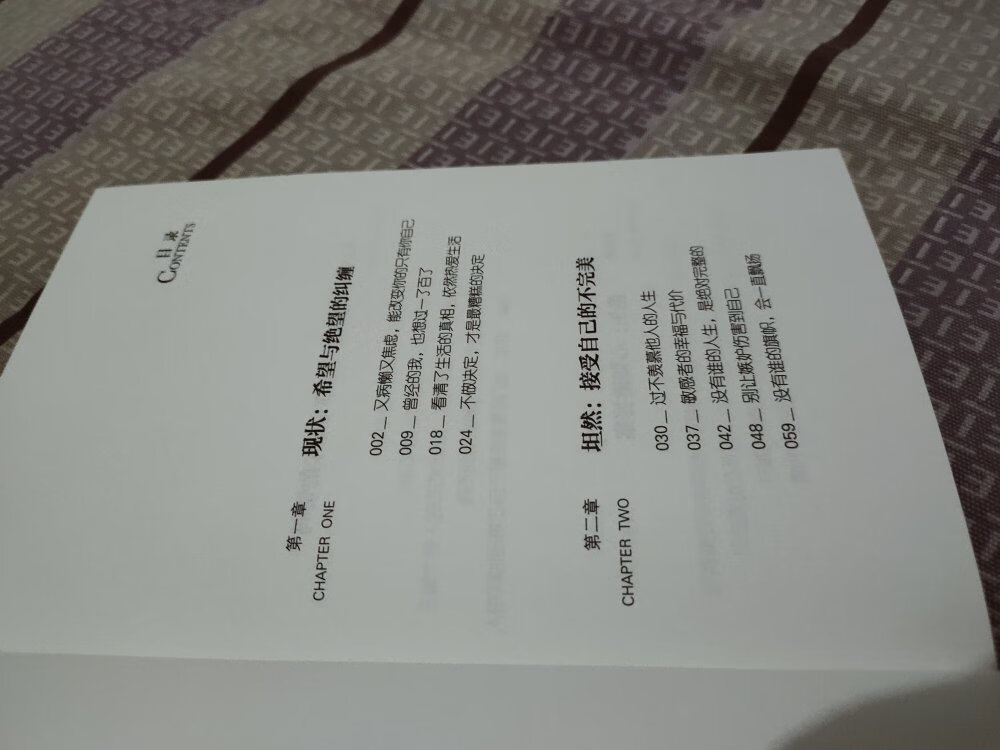 目 录
CONTENTS
第一章
CHAPTER ONE
现状：希望与绝望的纠缠
002＿又病懒又焦虑，能改变你的只有你自己
009＿曾经的我，也想过一了百了
018＿看清了生活的真相，依然热爱生活
024＿不做决定，才是最糟糕的决定
第二章
CHAPTER TWO
坦然：接受自己的不完美
030＿过不羡慕他人的人生
037＿敏感者的幸福与代价
042＿没有谁的人生，是绝对完整的
048＿别让嫉妒伤害到自己
059＿没有谁的旗帜，会一直飘扬